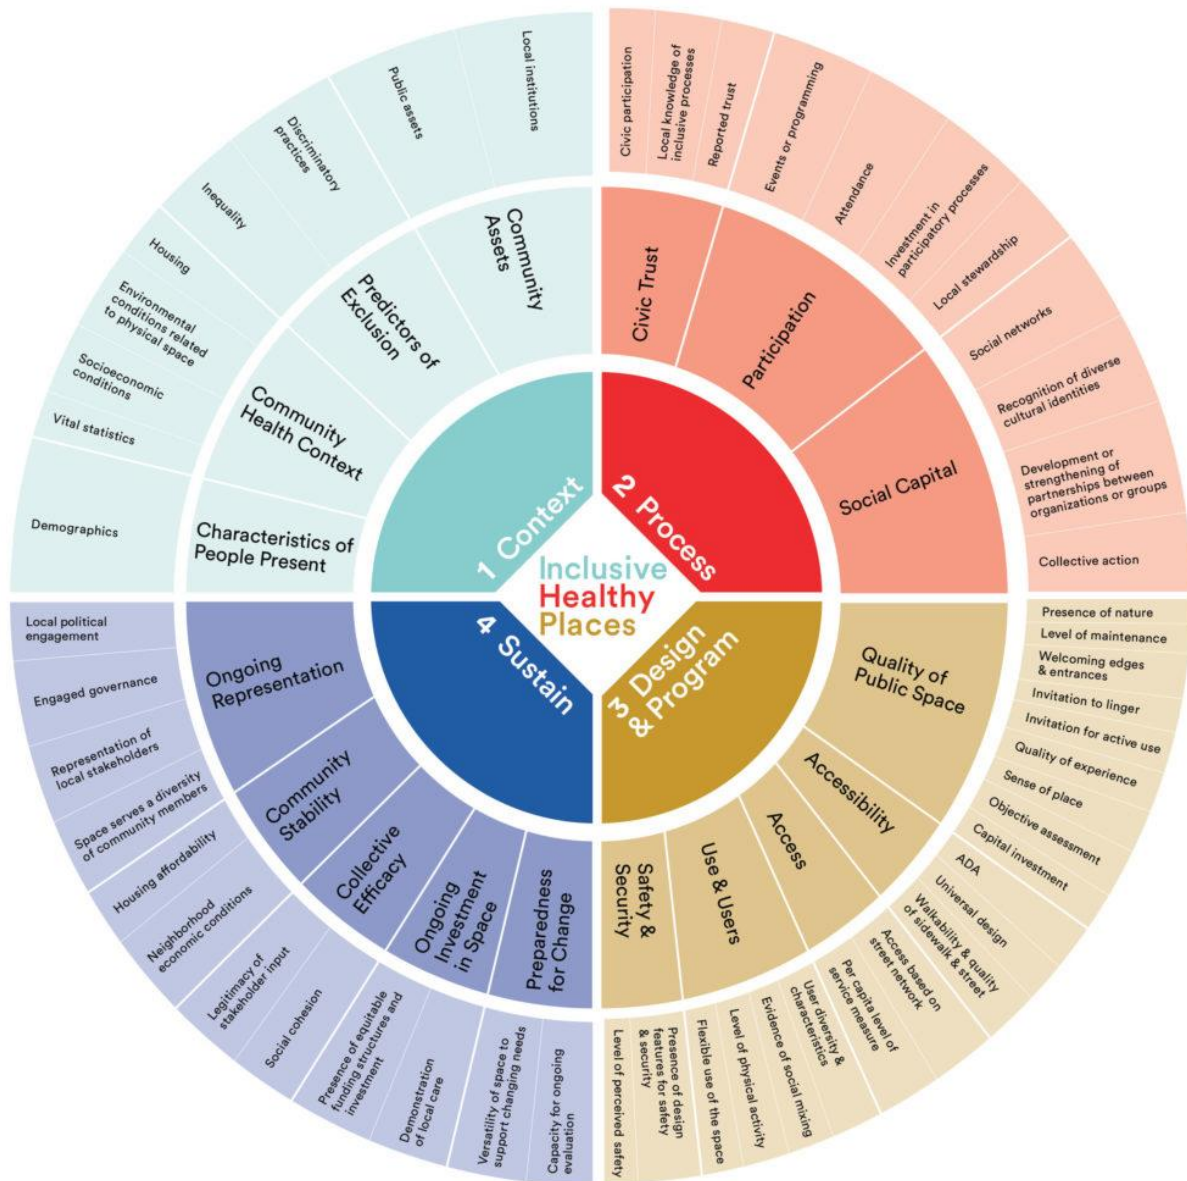 Inclusive
Healthy
Places
1 Context
Community
Assets
Local institutions
Public assets
Predictors of
Exclusion
Discriminatory
practices
Inequality
Community
Health Context
Housing
Environmental
conditions related
to physical space
Socioeconomic
conditions
Vital statistics
Characteristics of
People Present
Demographics
2 Process
Civic Trust
Civic participation
Local knowledge of
inclusive processes
Reported trust
Participation
Events or programming
Attendance
Investment in
participatory processes
Local stewardship
Social Capital
Social networks
Recognition of diverse
cultural identities
Development or
strengthening of
partnerships between
organizations or groups
Collective action
3 Design
& Program
Quality of
Public Space
Presence of nature
Level of maintenance
Welcoming edges
& entrances
Invitation to linger
Invitation for active use
Quality of experience
Sense of place
Objective assessment
Capital investment
Accessibility
ADA
Universal design
Walkability & quality
of sidewalk & street
Access
Access based on
street network
Per capita level of
service measure
Use & Users
User diversity &
characteristics
Evidence of social mixing
Level of physical activity
Flexible use of the space
Safety &
Security
Presence of design
features for safety
& security
Level of perceived safety
4 Sustain
Ongoing
Representation
Local political
engagement
Engaged governance
Representation of
local stakeholders
Space serves a diversity
of community members
Community
Stability
Housing affordability
Neighborhood
economic conditions
Collective
Efficacy
Legitimacy of
stakeholder input
Social cohesion
Ongoing
Investment
in Space
Presence of equitable
funding structures and
investment
Demonstration
of local care
Preparedness
for Change
Versatility of space to
support changing needs
Capacity for ongoing
evaluation